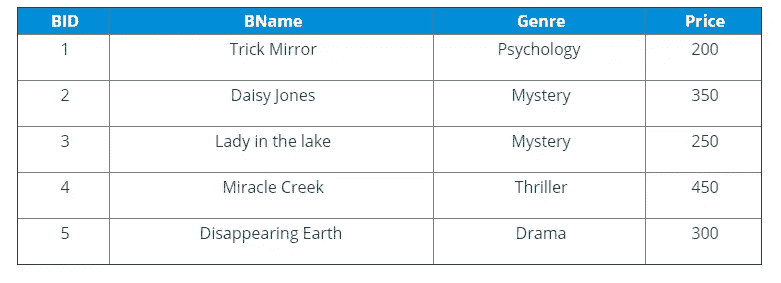 BID BName Genre Price
1 Trick Mirror Psychology 200
2 Daisy Jones Mystery 350
3 Lady in the lake Mystery 250
4 Miracle Creek Thriller 450
5 Disappearing Earth Drama 300